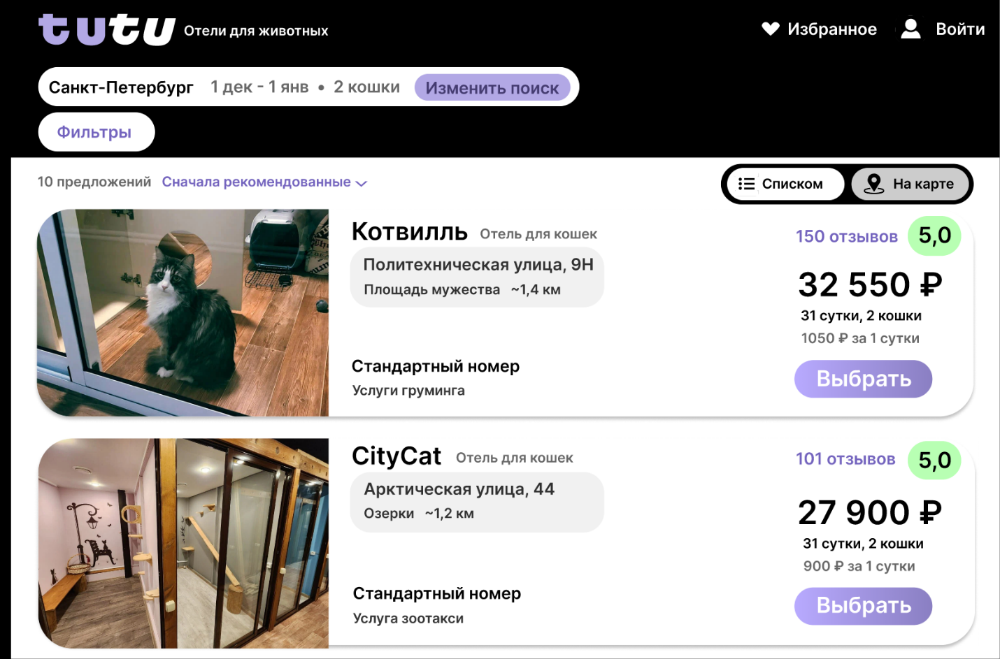 tutu Отели для животных
Избранное Войти
Санкт-Петербург 1 дек - 1 янв • 2 кошки Изменить поиск
Фильтры
10 предложений Сначала рекомендованные
Списком На карте
Котвилль Отель для кошек
Политехническая улица, 9Н
Площадь мужества ~1,4 км
Стандартный номер
Услуги груминга
150 отзывов 5,0
32 550 ₽
31 сутки, 2 кошки
1050 ₽ за 1 сутки
Выбрать
CityCat Отель для кошек
Арктическая улица, 44
Озерки ~1,2 км
Стандартный номер
Услуга зоотакси
101 отзывов 5,0
27 900 ₽
31 сутки, 2 кошки
900 ₽ за 1 сутки
Выбрать